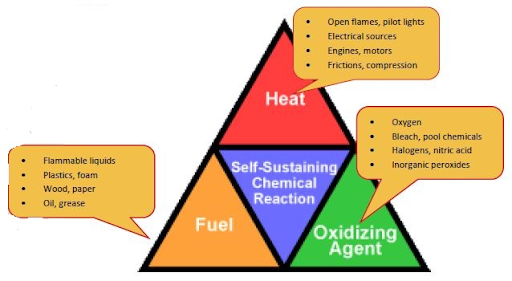 Open flames, pilot lights
Electrical sources
Engines, motors
Frictions, compression
Heat
Oxygen
Bleach, pool chemicals
Halogens, nitric acid
Inorganic peroxides
Flammable liquids
Plastics, foam
Wood, paper
Oil, grease
Self-Sustaining
Chemical
Reaction
Fuel
Oxidizing
Agent